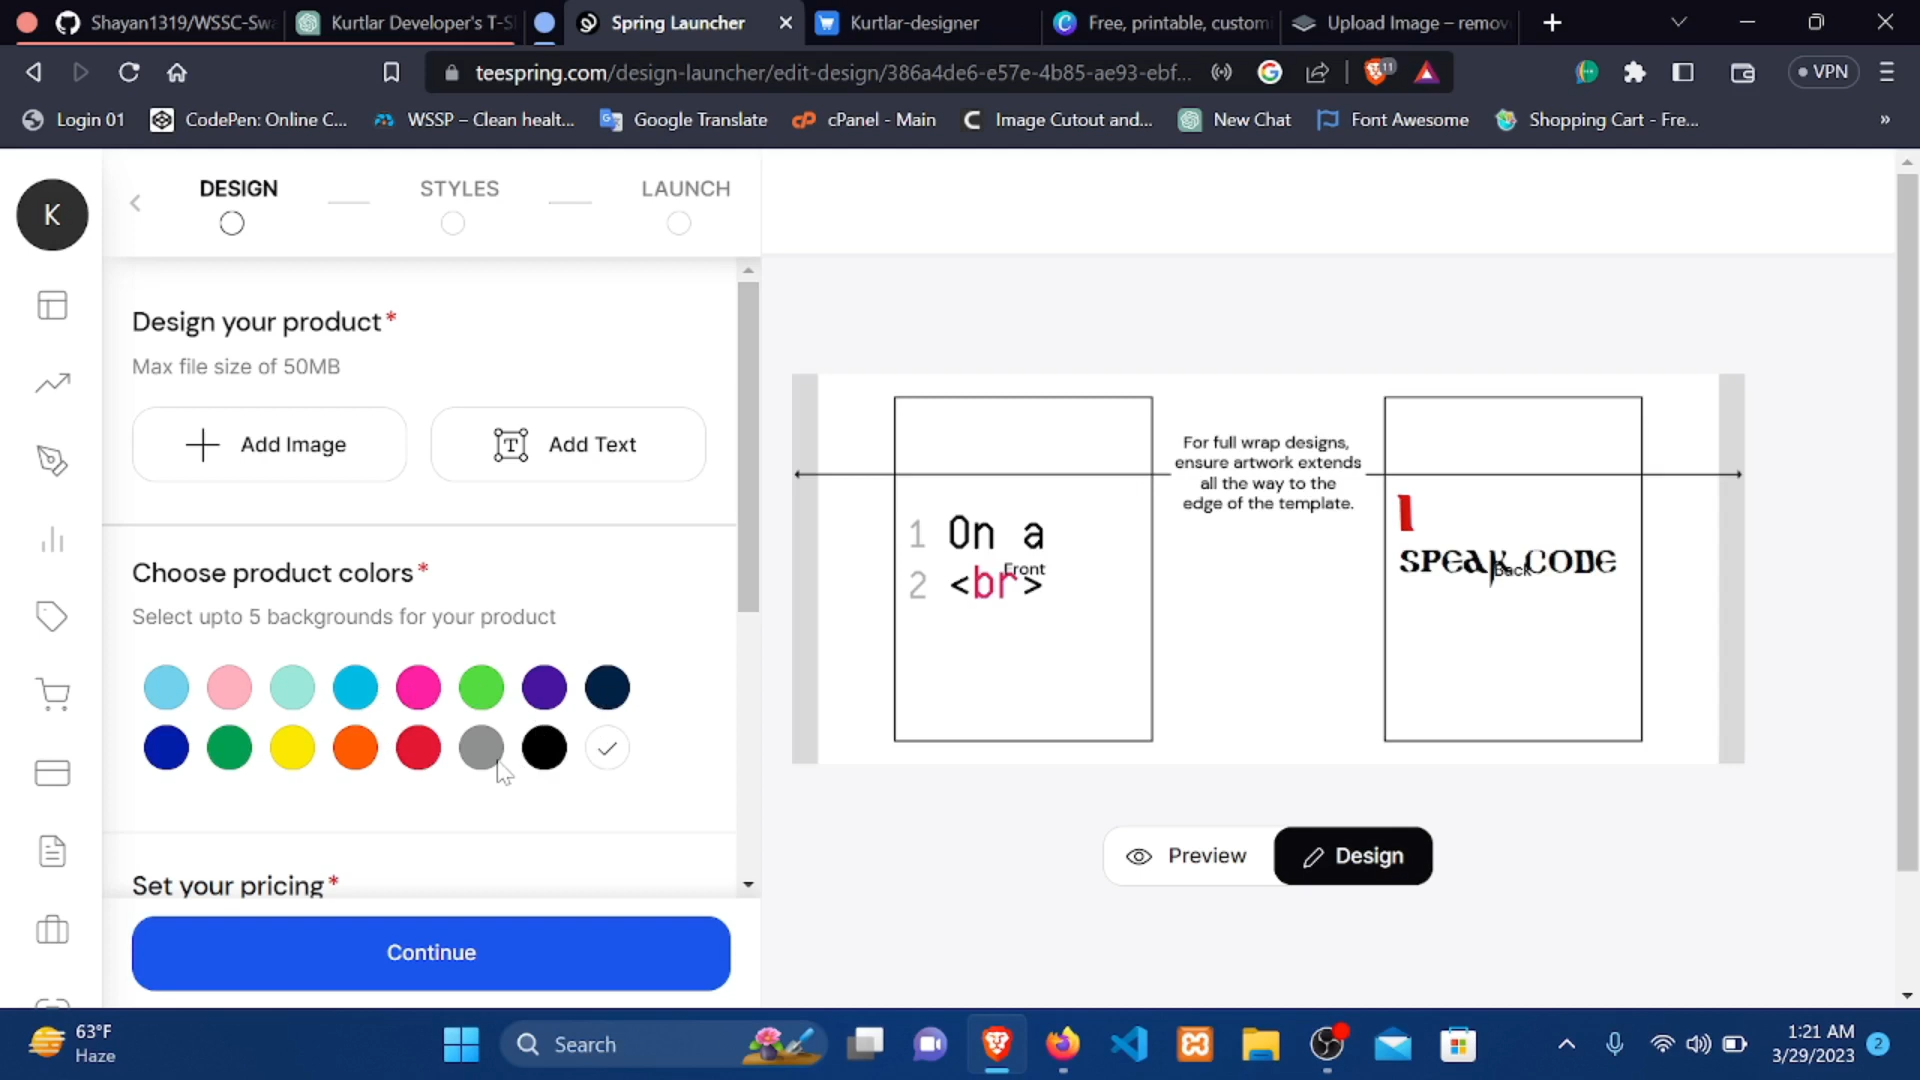 Shayan1319/WSSC-Swa
Kurtlar Developer's T-S
Spring Launcher
Kurtlar-designer
Free, printable, custom
Upload Image – remov
teespring.com/design-launcher/edit-design/386a4de6-e57e-4b85-ae93-ebf...
11
VPN
Login 01
CodePen: Online C...
WSSP – Clean healt...
Google Translate
cPanel - Main
Image Cutout and...
New Chat
Font Awesome
Shopping Cart - Fre...
»
K
DESIGN
STYLES
LAUNCH
Design your product*
Max file size of 50MB
Add Image
T Add Text
Choose product colors*
Select upto 5 backgrounds for your product
Set your pricing*
Continue
For full wrap designs,
ensure artwork extends
all the way to the
edge of the template.
1 On a
2 <br>
Front
I
SPEAK CODE
Back
Preview
Design
63°F
Haze
Search
1:21 AM
3/29/2023
2